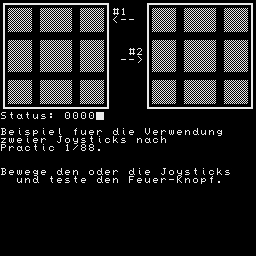 #1
<--
#2
-->
Status: 0000
Beispiel fuer die Verwendung
zweier Joysticks nach
Practic 1/88.
Bewege den oder die Joysticks
und teste den Feuer-Knopf.